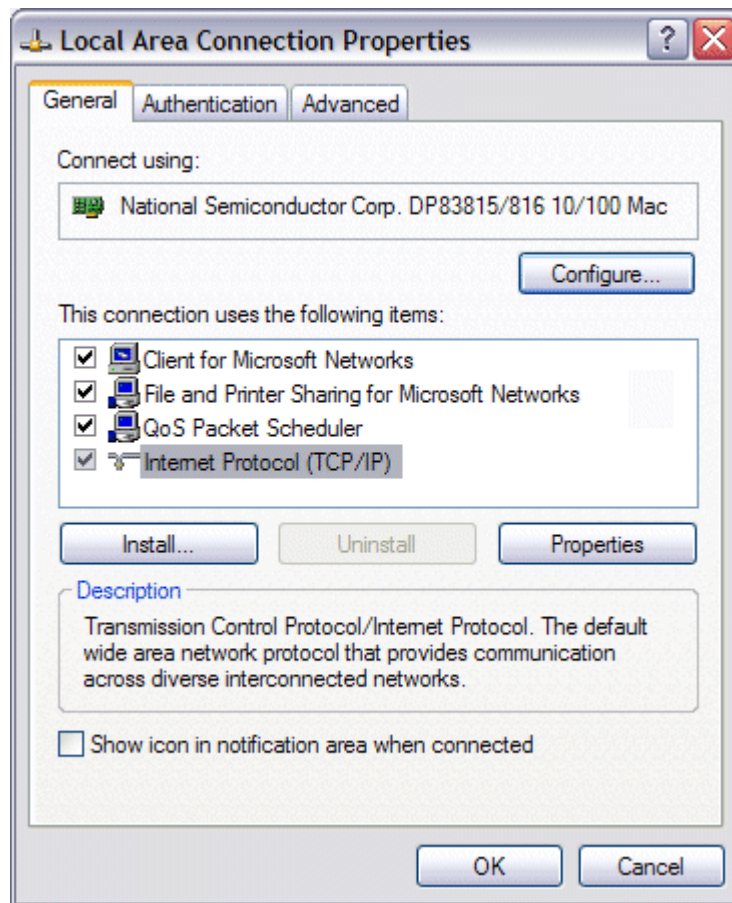 Local Area Connection Properties
General
Authentication
Advanced
Connect using:
National Semiconductor Corp. DP83815/816 10/100 Mac
Configure...
This connection uses the following items:
Client for Microsoft Networks
File and Printer Sharing for Microsoft Networks
QoS Packet Scheduler
Internet Protocol (TCP/IP)
Install...
Uninstall
Properties
Description
Transmission Control Protocol/Internet Protocol. The default
wide area network protocol that provides communication
across diverse interconnected networks.
Show icon in notification area when connected
OK
Cancel